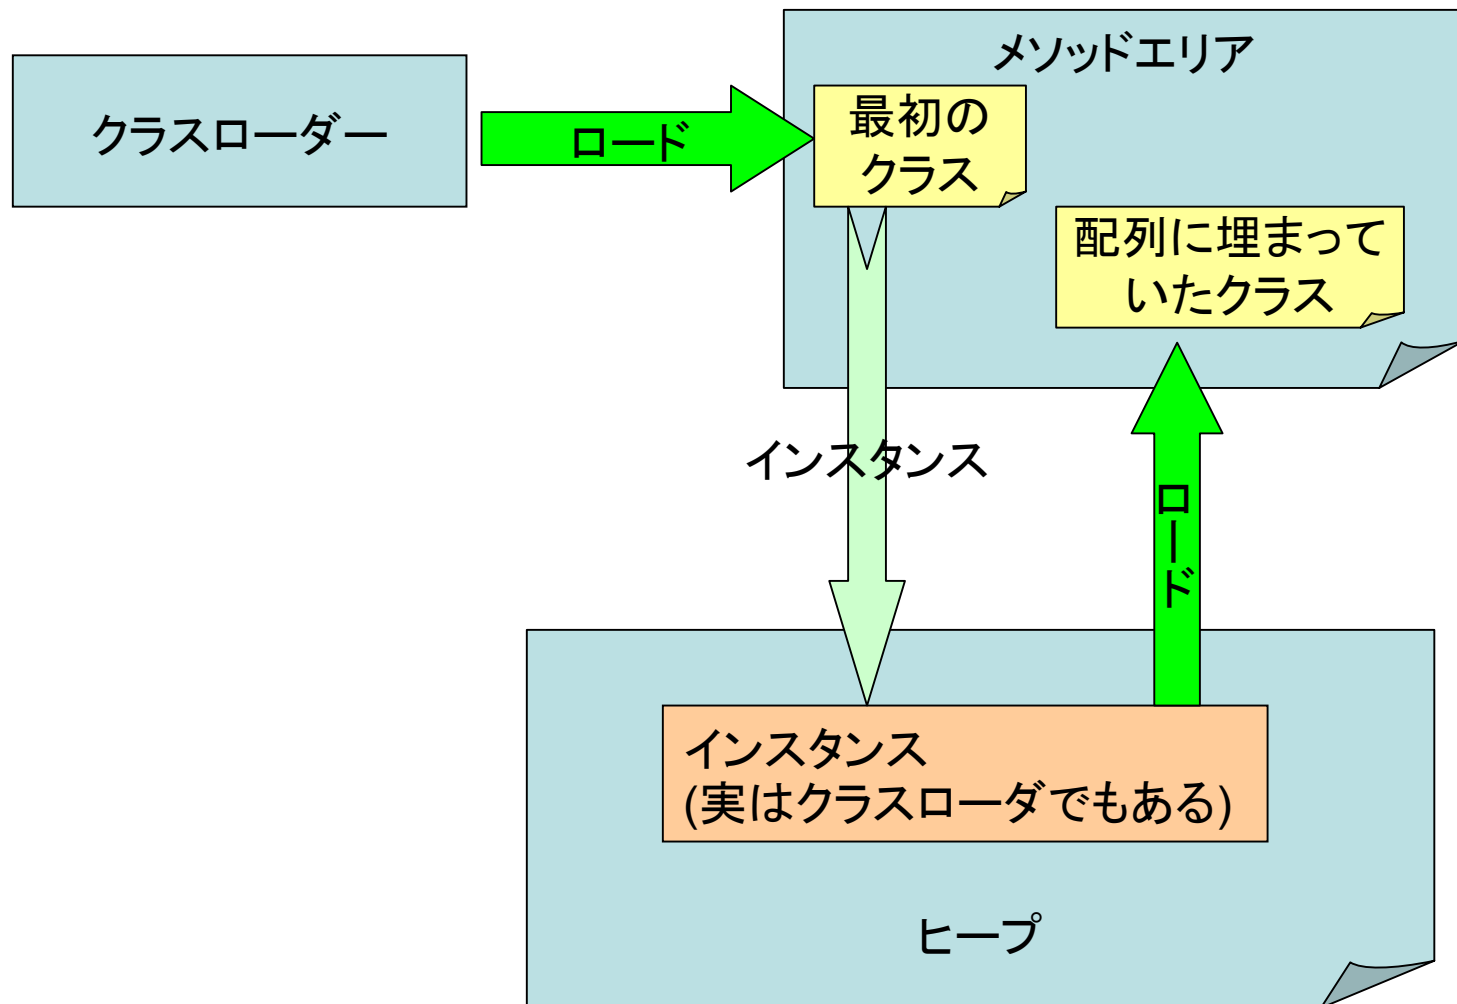 メソッドエリア
クラスローダー
ロード
最初の
クラス
配列に埋まって
いたクラス
インスタンス
ロード
インスタンス
(実はクラスローダでもある)
ヒープ